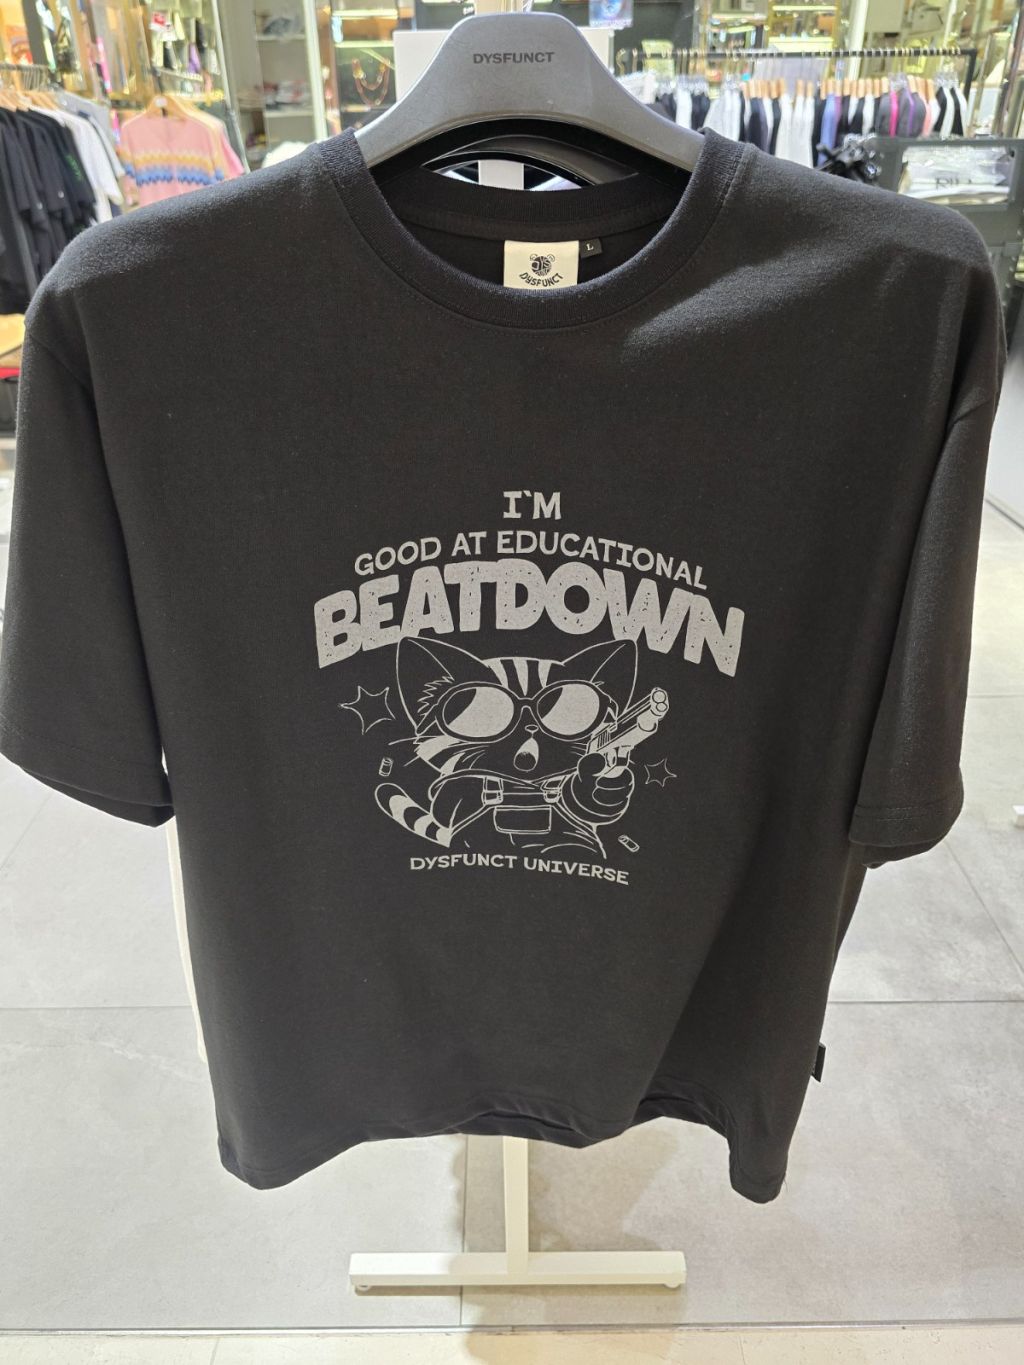 DYSFUNCT
L
DYSFUNCT
I`M
GOOD AT EDUCATIONAL
BEATDOWN
DYSFUNCT UNIVERSE